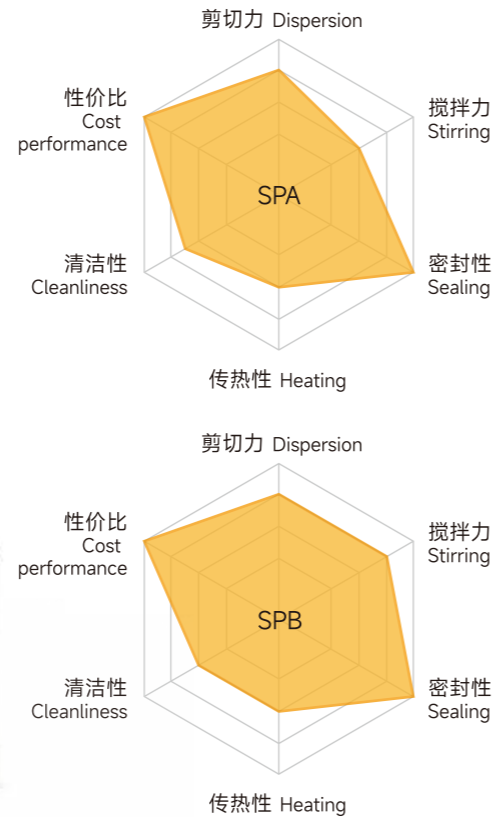 剪切力 Dispersion
性价比
Cost
performance
搅拌力
Stirring
SPA
清洁性
Cleanliness
密封性
Sealing
传热性 Heating
剪切力 Dispersion
性价比
Cost
performance
搅拌力
Stirring
SPB
清洁性
Cleanliness
密封性
Sealing
传热性 Heating